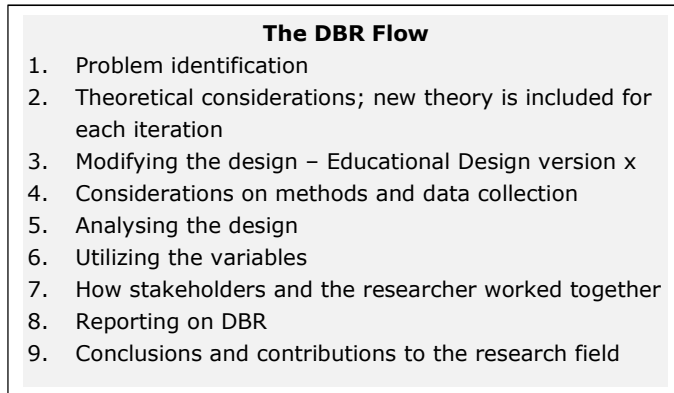 The DBR Flow
1. Problem identification
2. Theoretical considerations; new theory is included for
each iteration
3. Modifying the design – Educational Design version x
4. Considerations on methods and data collection
5. Analysing the design
6. Utilizing the variables
7. How stakeholders and the researcher worked together
8. Reporting on DBR
9. Conclusions and contributions to the research field